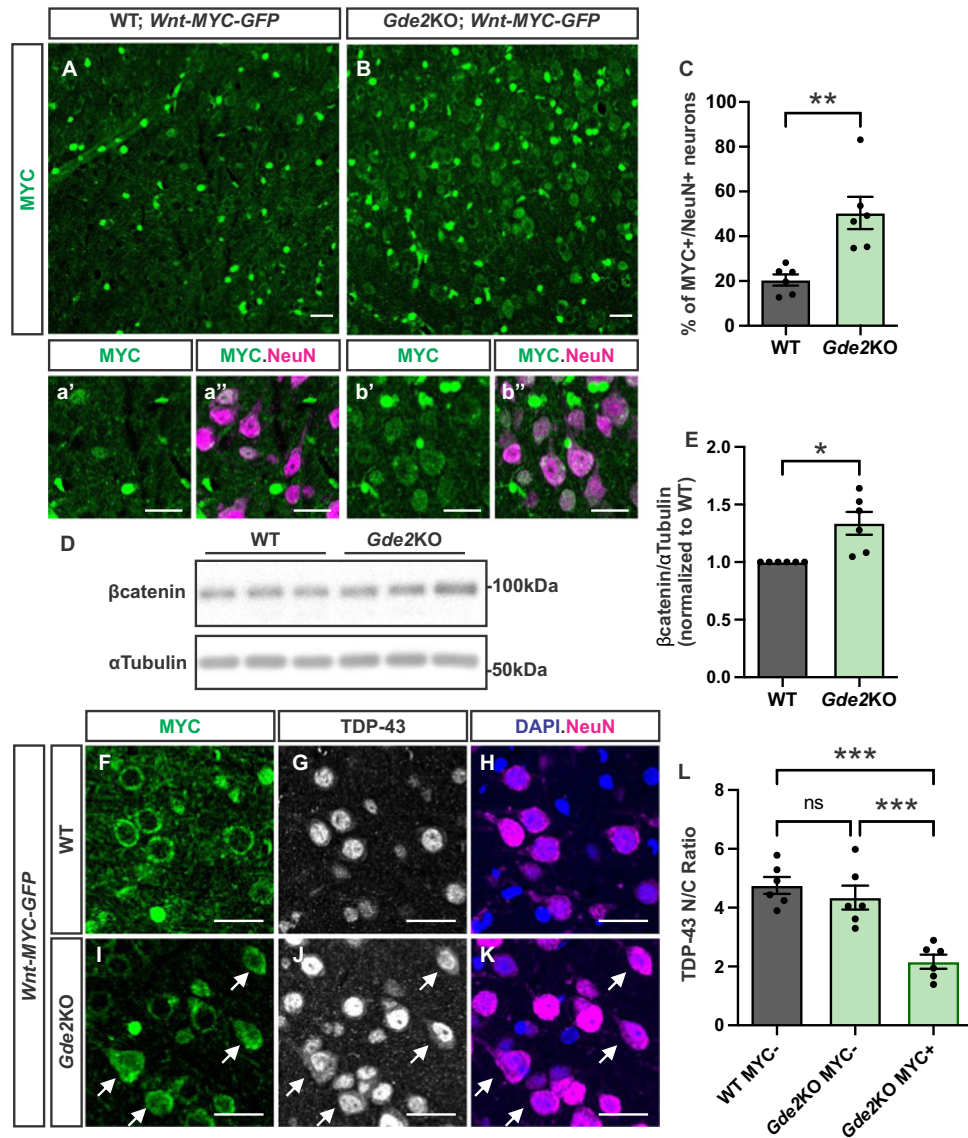 WT; Wnt-MYC-GFP
Gde2KO; Wnt-MYC-GFP
MYC
A
B
C
% of MYC+/NeuN+ neurons
100
80
60
40
20
0
**
WT
Gde2KO
MYC
MYC.NeuN
MYC
MYC.NeuN
a'
a''
b'
b''
D
WT
Gde2KO
βcatenin
-100kDa
αTubulin
-50kDa
E
βcatenin/αTubulin
(normalized to WT)
2.0
1.5
1.0
0.5
0.0
*
WT
Gde2KO
MYC
TDP-43
DAPI.NeuN
Wnt-MYC-GFP
WT
Gde2KO
F
G
H
I
J
K
L
TDP-43 N/C Ratio
8
6
4
2
0
***
ns
***
WT MYC-
Gde2KO MYC-
Gde2KO MYC+